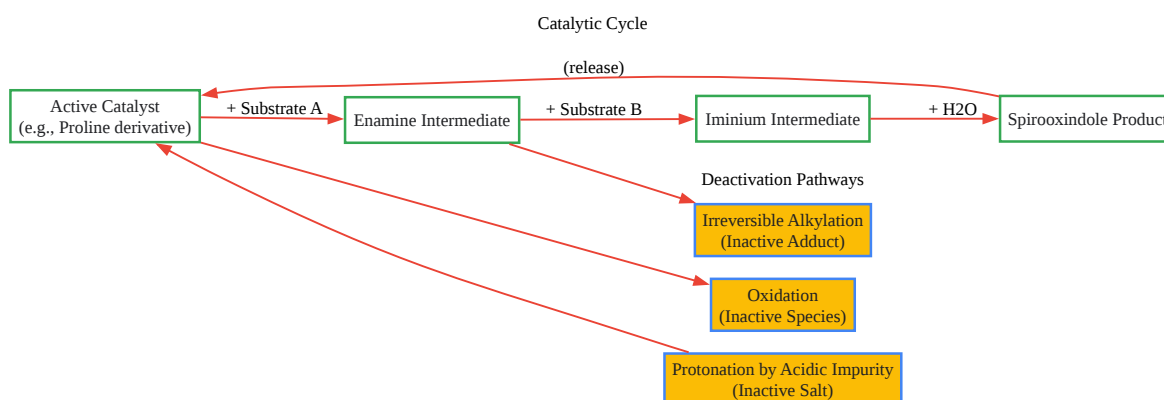 Catalytic Cycle
(release)
Active Catalyst
(e.g., Proline derivative)
+ Substrate A
Enamine Intermediate
+ Substrate B
Iminium Intermediate
+ H2O
Spirooxindole Product
Deactivation Pathways
Irreversible Alkylation
(Inactive Adduct)
Oxidation
(Inactive Species)
Protonation by Acidic Impurity
(Inactive Salt)